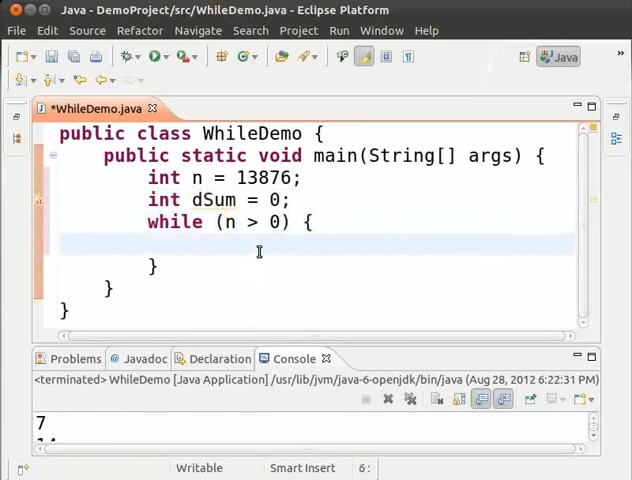 Java - DemoProject/src/WhileDemo.java - Eclipse Platform
File Edit Source Refactor Navigate Search Project Run Window Help
Java
*WhileDemo.java
public class WhileDemo {
public static void main(String[] args) {
int n = 13876;
int dSum = 0;
while (n > 0) {
}
}
}
Problems @ Javadoc Declaration Console
<terminated> WhileDemo [Java Application] /usr/lib/jvm/java-6-openjdk/bin/java (Aug 28, 2012 6:22:31 PM)
7
14
Writable Smart Insert 6 :